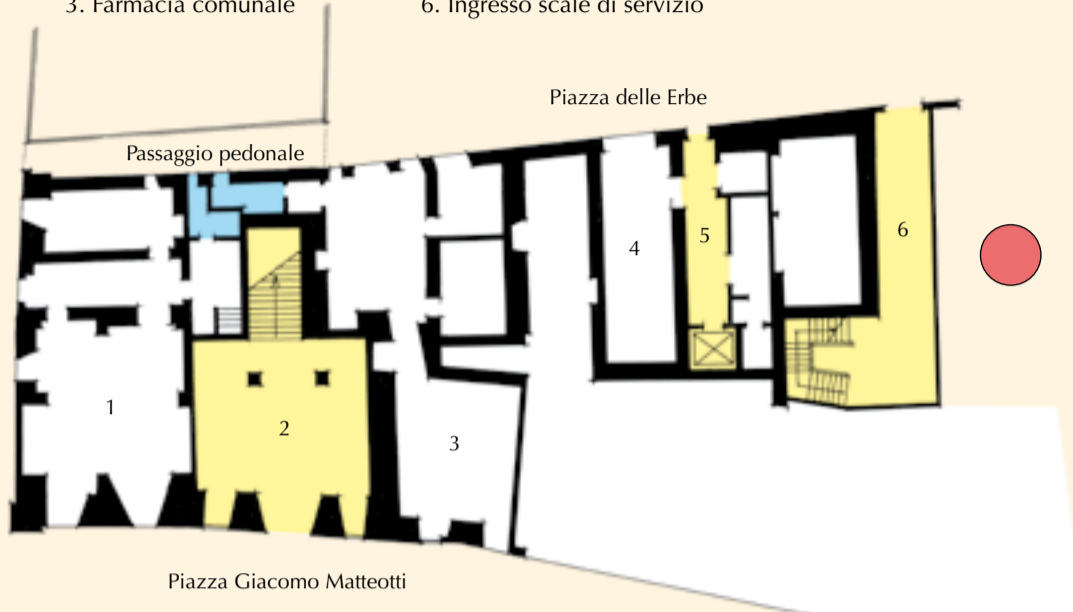 3. Farmacia comunale
6. Ingresso scale di servizio
Piazza delle Erbe
Passaggio pedonale
5
6
4
1
2
3
Piazza Giacomo Matteotti